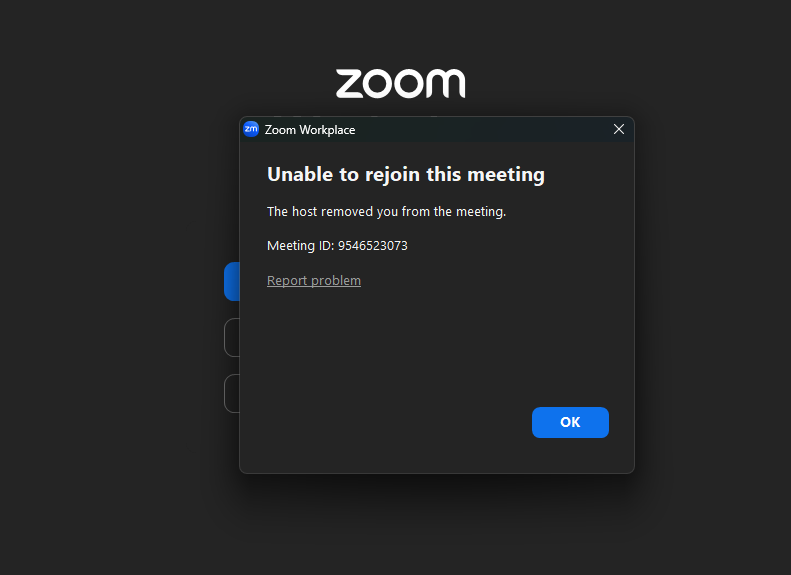 zoom
zm Zoom Workplace
Unable to rejoin this meeting
The host removed you from the meeting.
Meeting ID: 9546523073
Report problem
OK